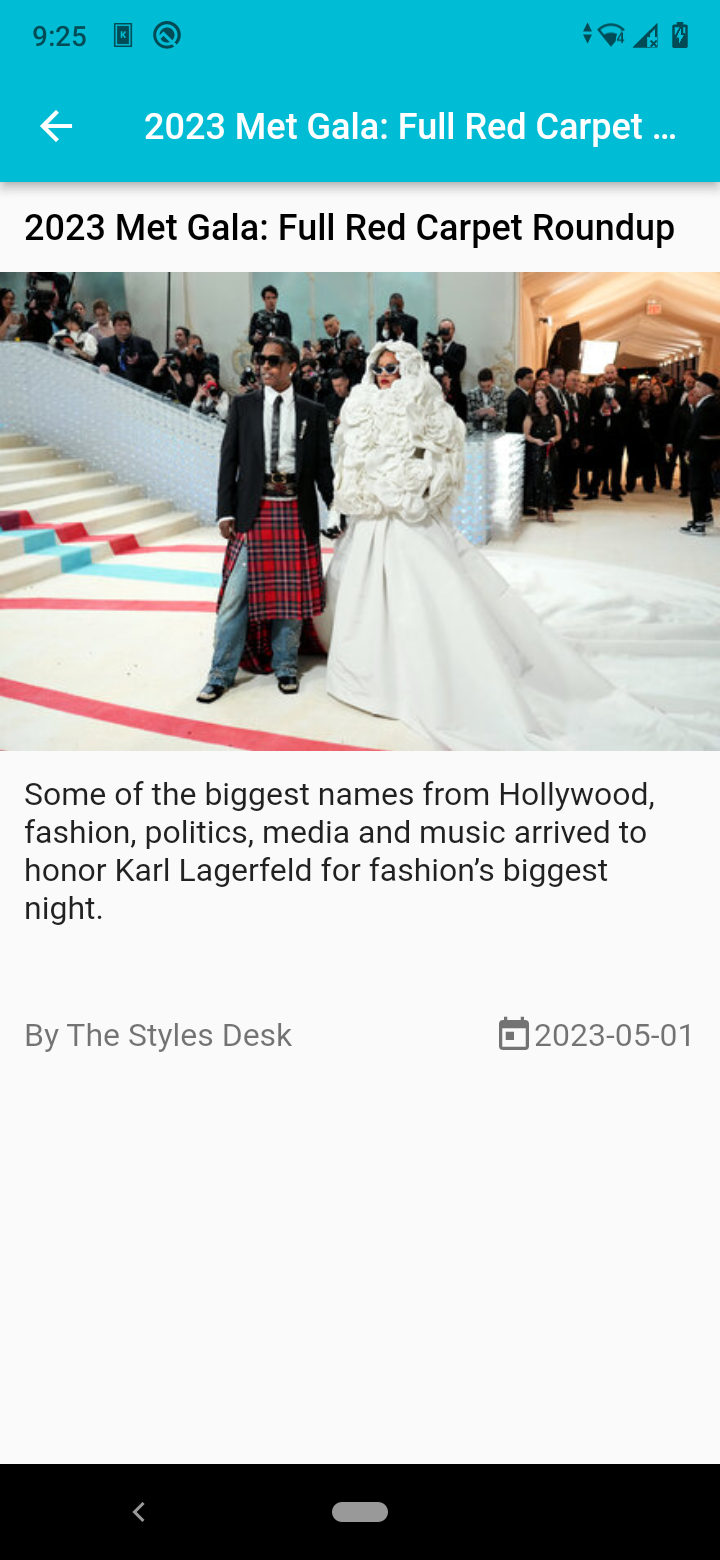 9:25
2023 Met Gala: Full Red Carpet ...
2023 Met Gala: Full Red Carpet Roundup
Some of the biggest names from Hollywood,
fashion, politics, media and music arrived to
honor Karl Lagerfeld for fashion’s biggest
night.
By The Styles Desk
2023-05-01